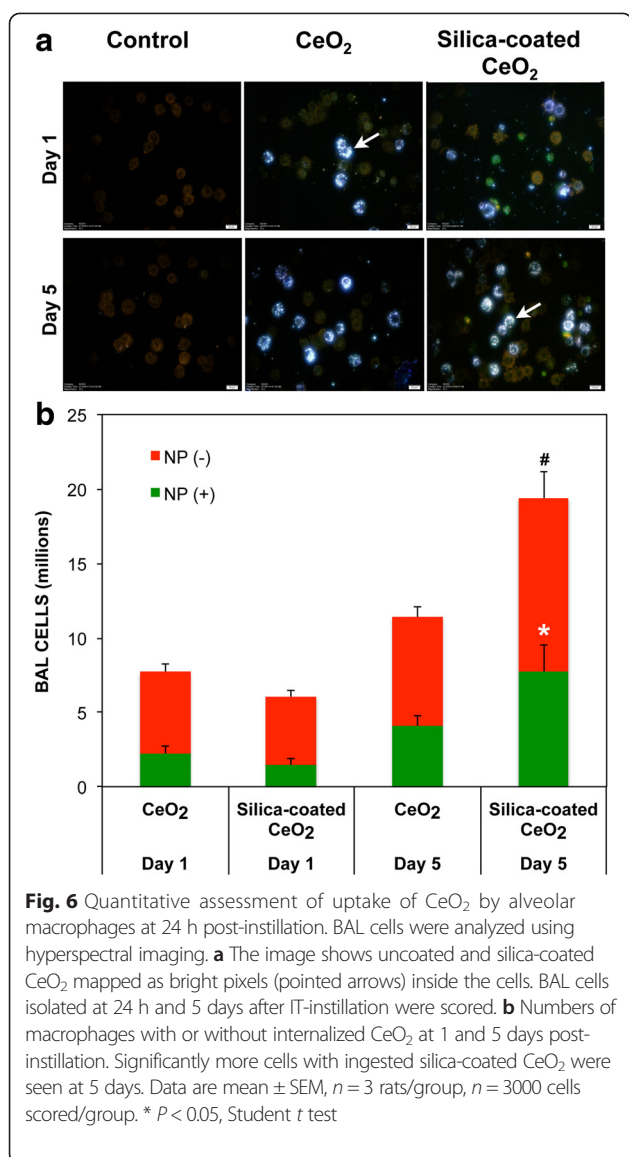 a
Control
CeO₂
Silica-coated
CeO₂
Day 1
Day 5
b
BAL CELLS (millions)
25
20
15
10
5
0
NP (-)
NP (+)
#
*
CeO₂
Silica-coated
CeO₂
CeO₂
Silica-coated
CeO₂
Day 1
Day 1
Day 5
Day 5
Fig. 6 Quantitative assessment of uptake of CeO₂ by alveolar
macrophages at 24 h post-instillation. BAL cells were analyzed using
hyperspectral imaging. a The image shows uncoated and silica-coated
CeO₂ mapped as bright pixels (pointed arrows) inside the cells. BAL cells
isolated at 24 h and 5 days after IT-instillation were scored. b Numbers of
macrophages with or without internalized CeO₂ at 1 and 5 days post-
instillation. Significantly more cells with ingested silica-coated CeO₂ were
seen at 5 days. Data are mean ± SEM, n = 3 rats/group, n = 3000 cells
scored/group. * P < 0.05, Student t test